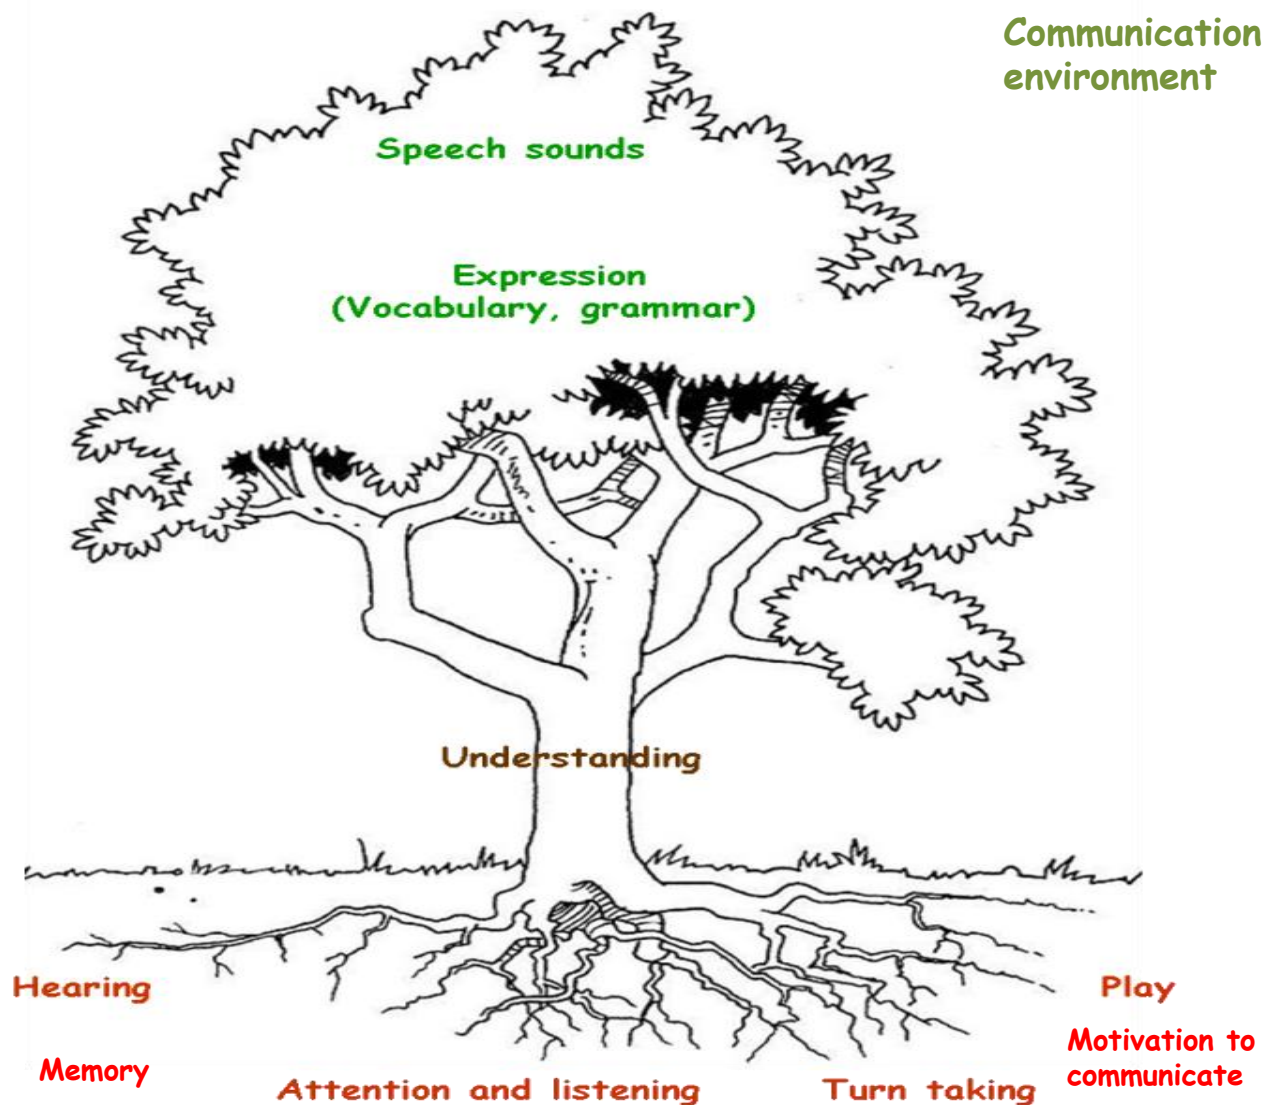 Communication
environment
Speech sounds
Expression
(Vocabulary, grammar)
Understanding
Hearing
Play
Memory
Attention and listening
Turn taking
Motivation to
communicate